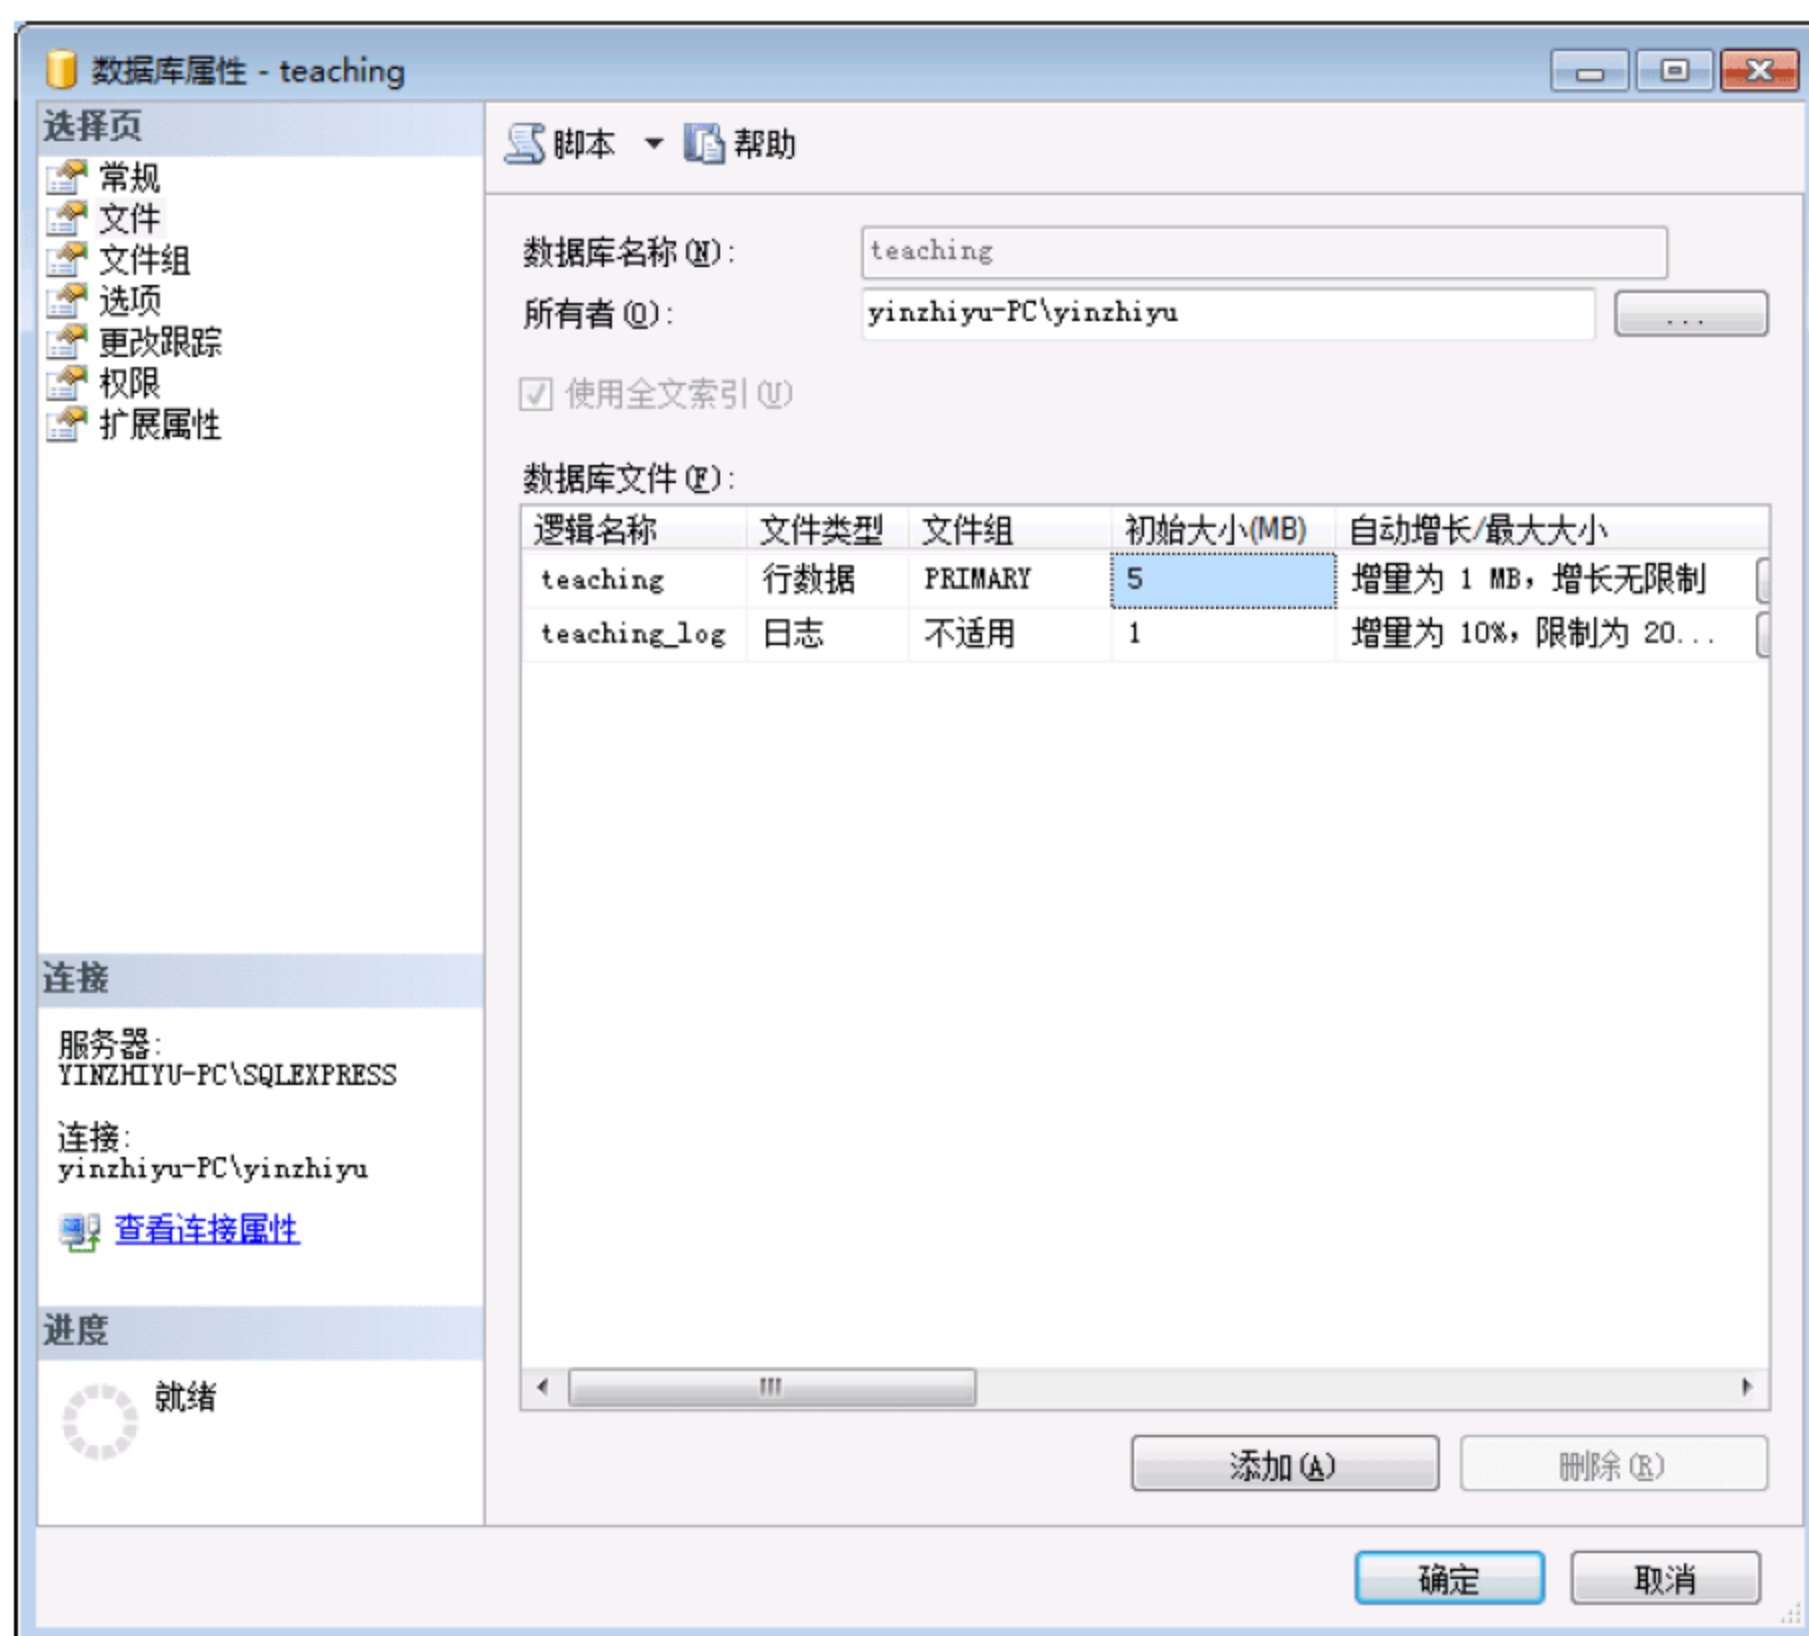 数据库属性 - teaching
选择页
常规
文件
文件组
选项
更改跟踪
权限
扩展属性
连接
服务器:
YINZHIYU-PC\SQLEXPRESS
连接:
yinzhiyu-PC\yinzhiyu
查看连接属性
进度
就绪
脚本 帮助
数据库名称(N): teaching
所有者(O): yinzhiyu-PC\yinzhiyu ...
使用全文索引(U)
数据库文件(F):
逻辑名称 文件类型 文件组 初始大小(MB) 自动增长/最大大小
teaching 行数据 PRIMARY 5 增量为 1 MB，增长无限制
teaching_log 日志 不适用 1 增量为 10%，限制为 20...
添加(A) 删除(R)
确定 取消